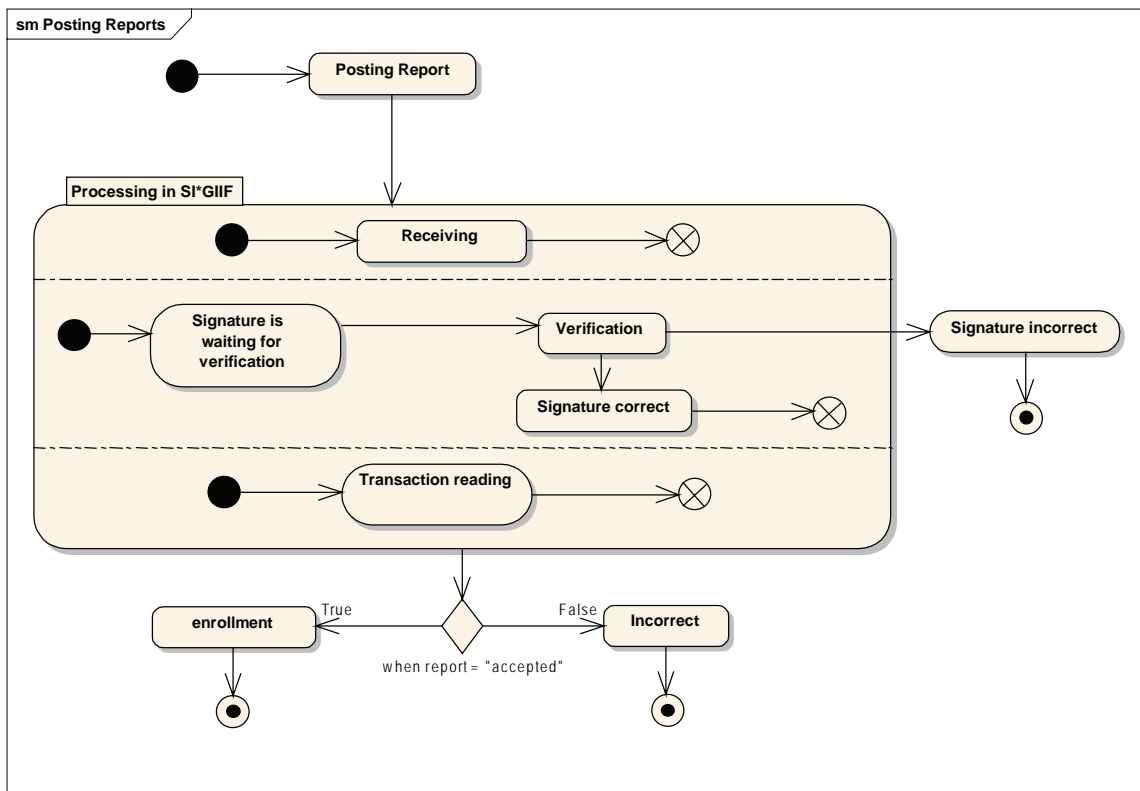 sm Posting Reports
Posting Report
Processing in SI*GIIF
Receiving
Signature is
waiting for
verification
Verification
Signature incorrect
Signature correct
Transaction reading
enrollment
True
False
Incorrect
when report = "accepted"